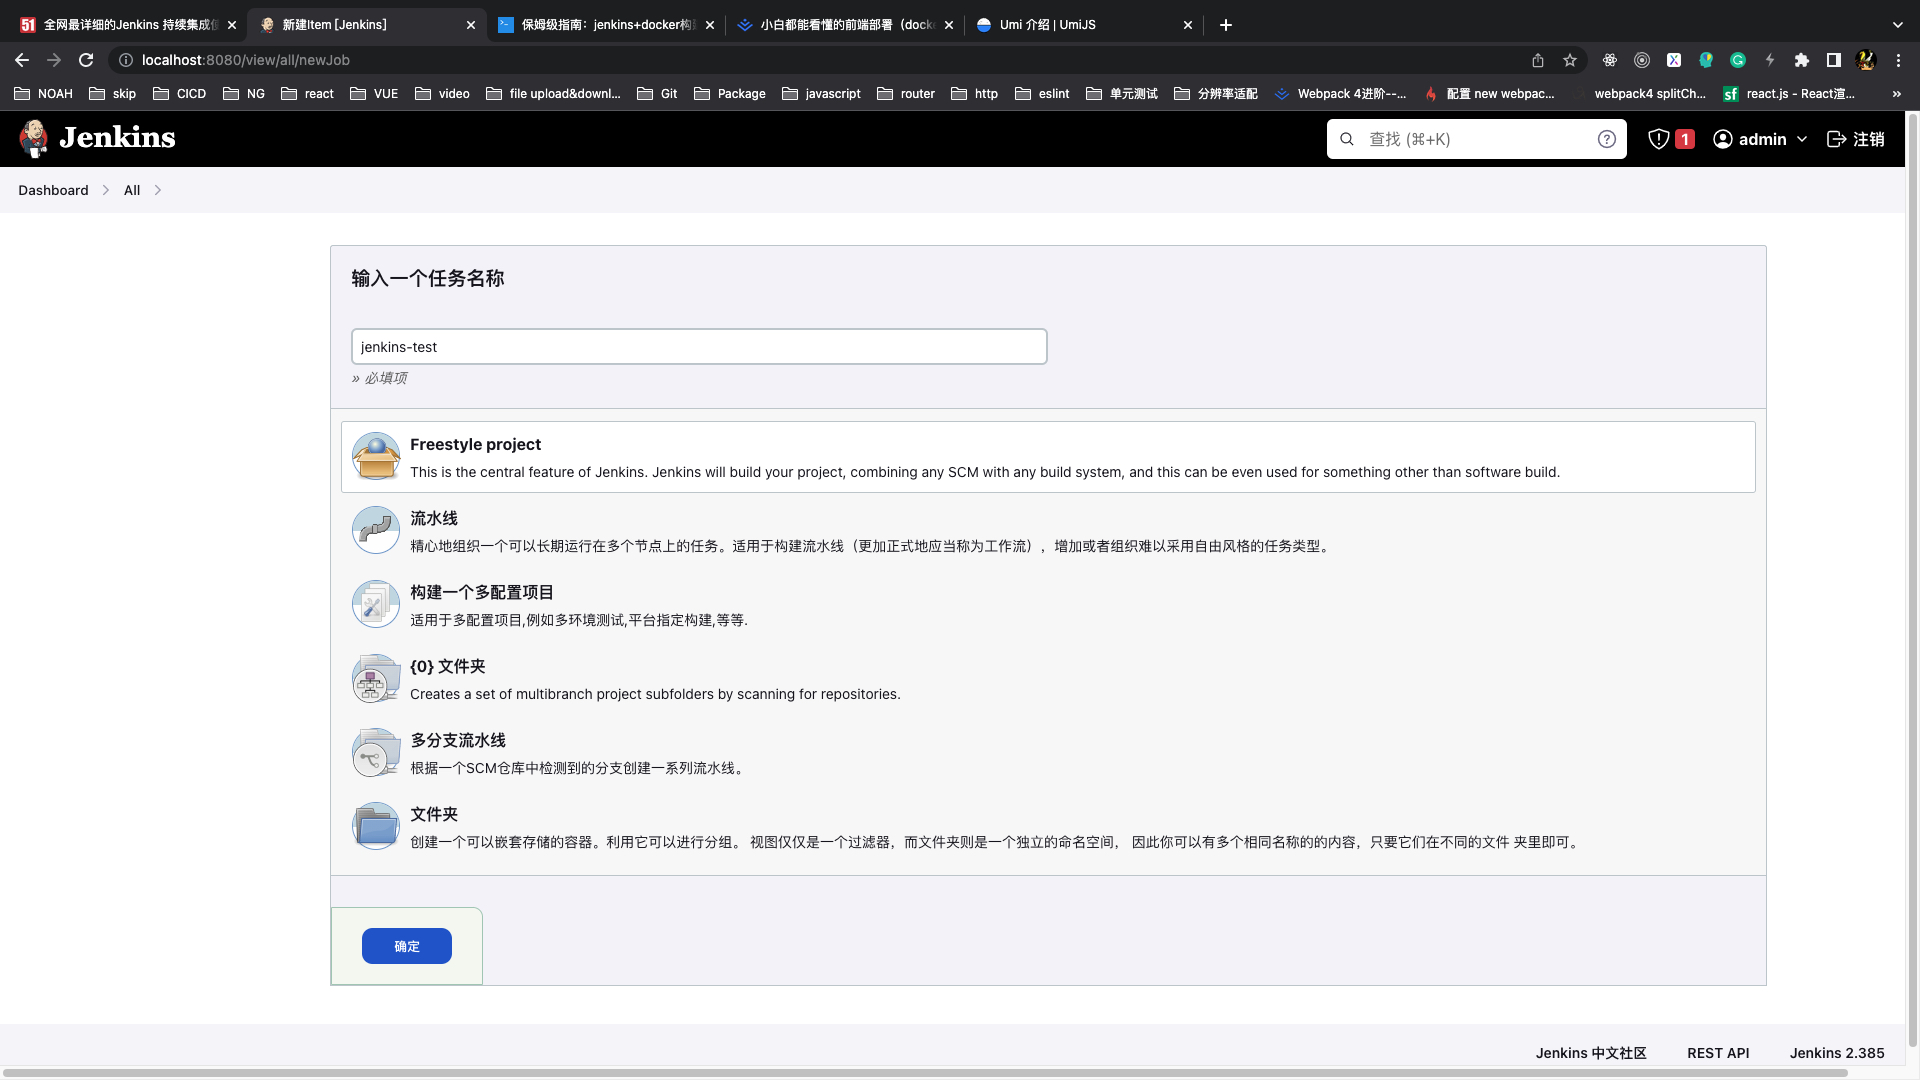 51 全网最详细的Jenkins 持续集成使
新建Item [Jenkins]
保姆级指南：jenkins+docker构
小白都能看懂的前端部署（dock
Umi 介绍 | UmiJS
localhost:8080/view/all/newJob
NOAH
skip
CICD
NG
react
VUE
video
file upload&downl...
Git
Package
javascript
router
http
eslint
单元测试
分辨率适配
Webpack 4进阶--...
配置 new webpac...
webpack4 splitCh...
sf react.js - React渲...
»
Jenkins
查找 (⌘+K)
1
admin
注销
Dashboard
All
输入一个任务名称
jenkins-test
» 必填项
Freestyle project
This is the central feature of Jenkins. Jenkins will build your project, combining any SCM with any build system, and this can be even used for something other than software build.
流水线
精心地组织一个可以长期运行在多个节点上的任务。适用于构建流水线（更加正式地应当称为工作流），增加或者组织难以采用自由风格的任务类型。
构建一个多配置项目
适用于多配置项目,例如多环境测试,平台指定构建,等等.
{0} 文件夹
Creates a set of multibranch project subfolders by scanning for repositories.
多分支流水线
根据一个SCM仓库中检测到的分支创建一系列流水线。
文件夹
创建一个可以嵌套存储的容器。利用它可以进行分组。 视图仅仅是一个过滤器，而文件夹则是一个独立的命名空间， 因此你可以有多个相同名称的的内容，只要它们在不同的文件 夹里即可。
确定
Jenkins 中文社区
REST API
Jenkins 2.385